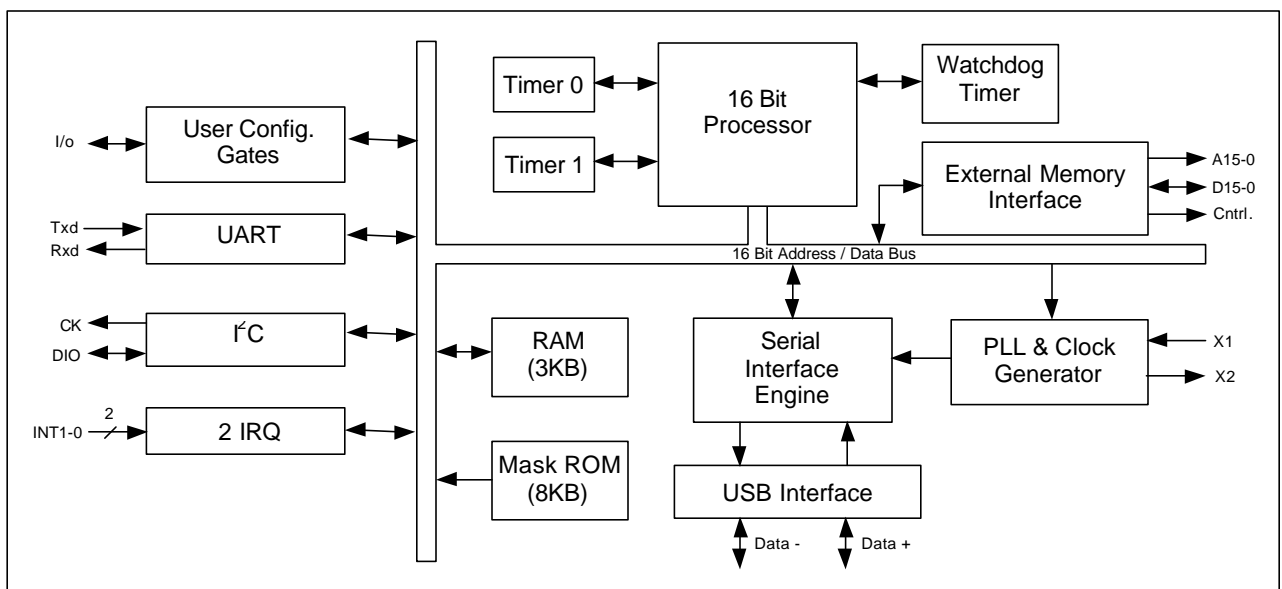 Timer 0
16 Bit
Processor
Watchdog
Timer
I/o
User Config.
Gates
Timer 1
External Memory
Interface
A15-0
D15-0
Cntrl.
Txd
Rxd
UART
16 Bit Address / Data Bus
CK
DIO
I²C
RAM
(3KB)
Serial
Interface
Engine
PLL & Clock
Generator
X1
X2
INT1-0
2
2 IRQ
Mask ROM
(8KB)
USB Interface
Data -
Data +